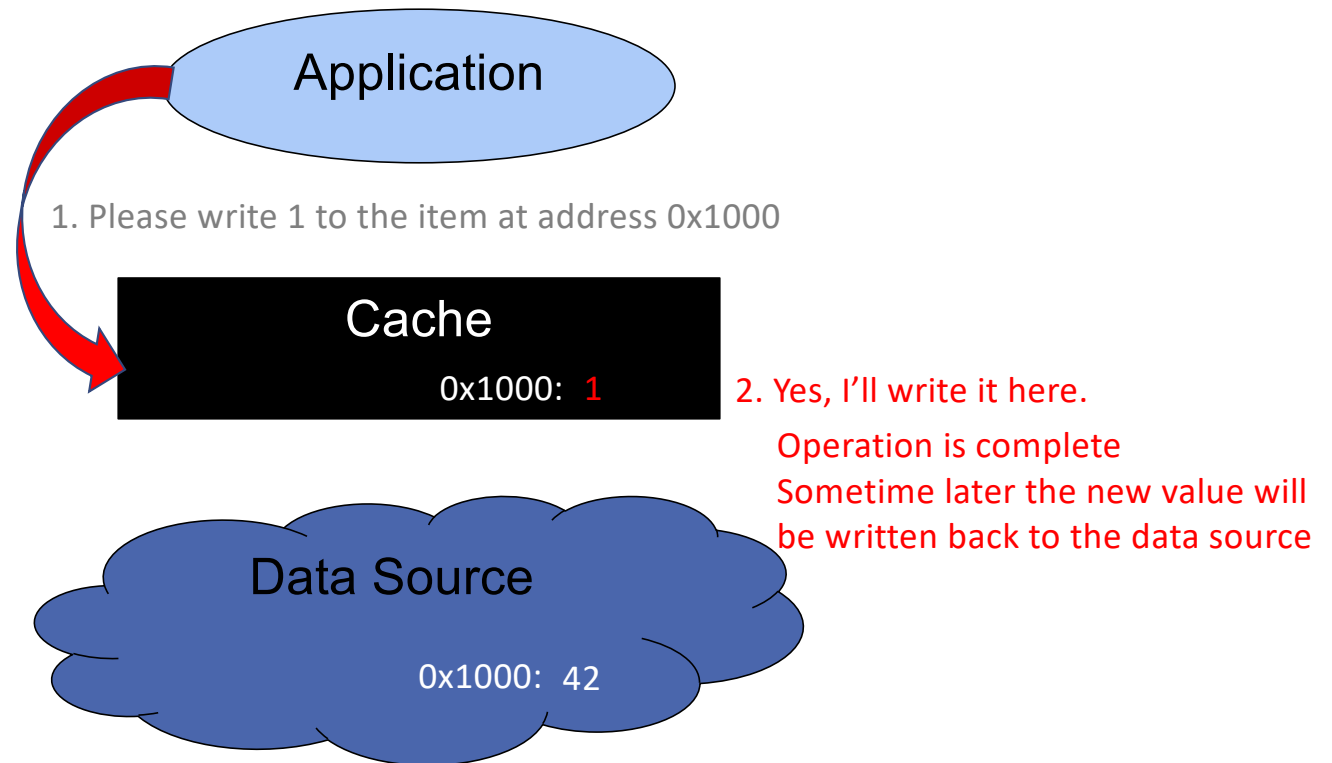 Application
1. Please write 1 to the item at address 0x1000
Cache
0x1000: 1
2. Yes, I’ll write it here.
Operation is complete
Sometime later the new value will
be written back to the data source
Data Source
0x1000: 42